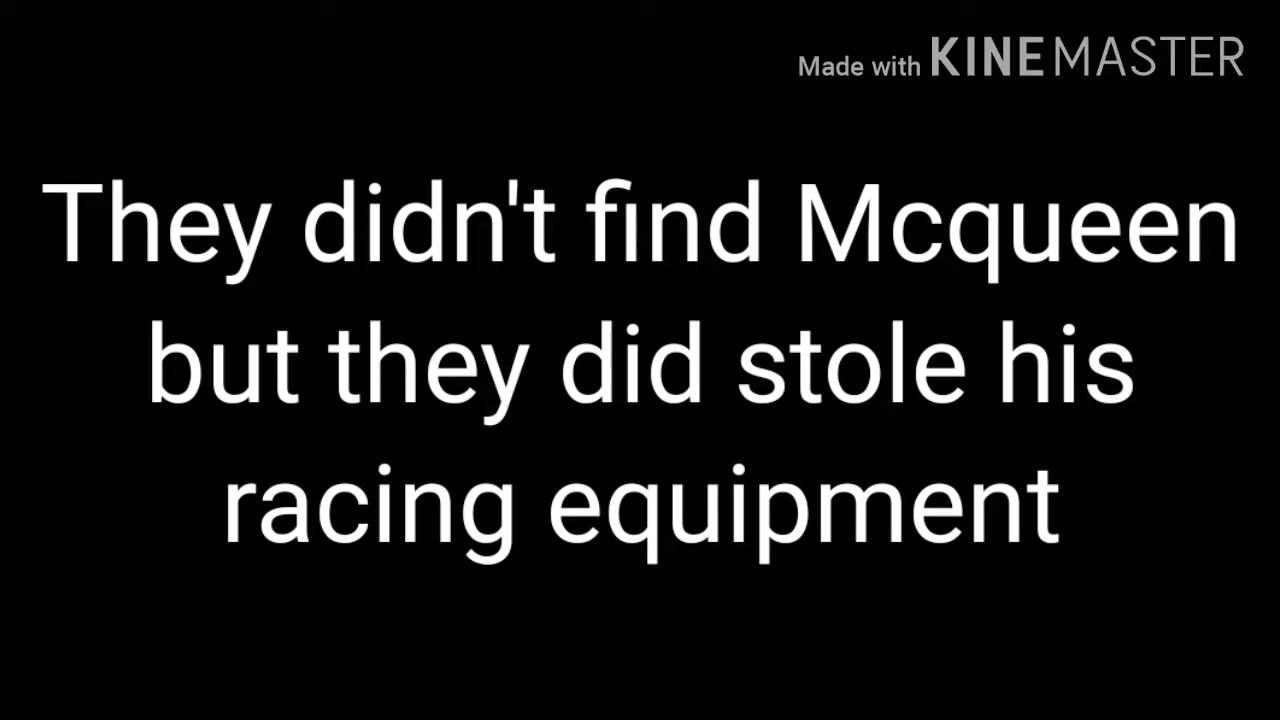 Made with KINEMASTER
They didn't find Mcqueen
but they did stole his
racing equipment